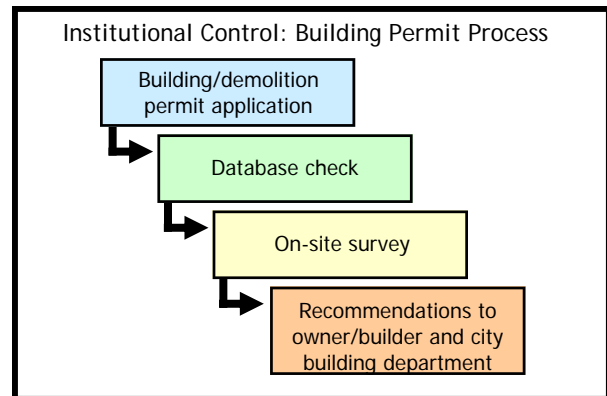 Institutional Control: Building Permit Process
Building/demolition
permit application
Database check
On-site survey
Recommendations to
owner/builder and city
building department